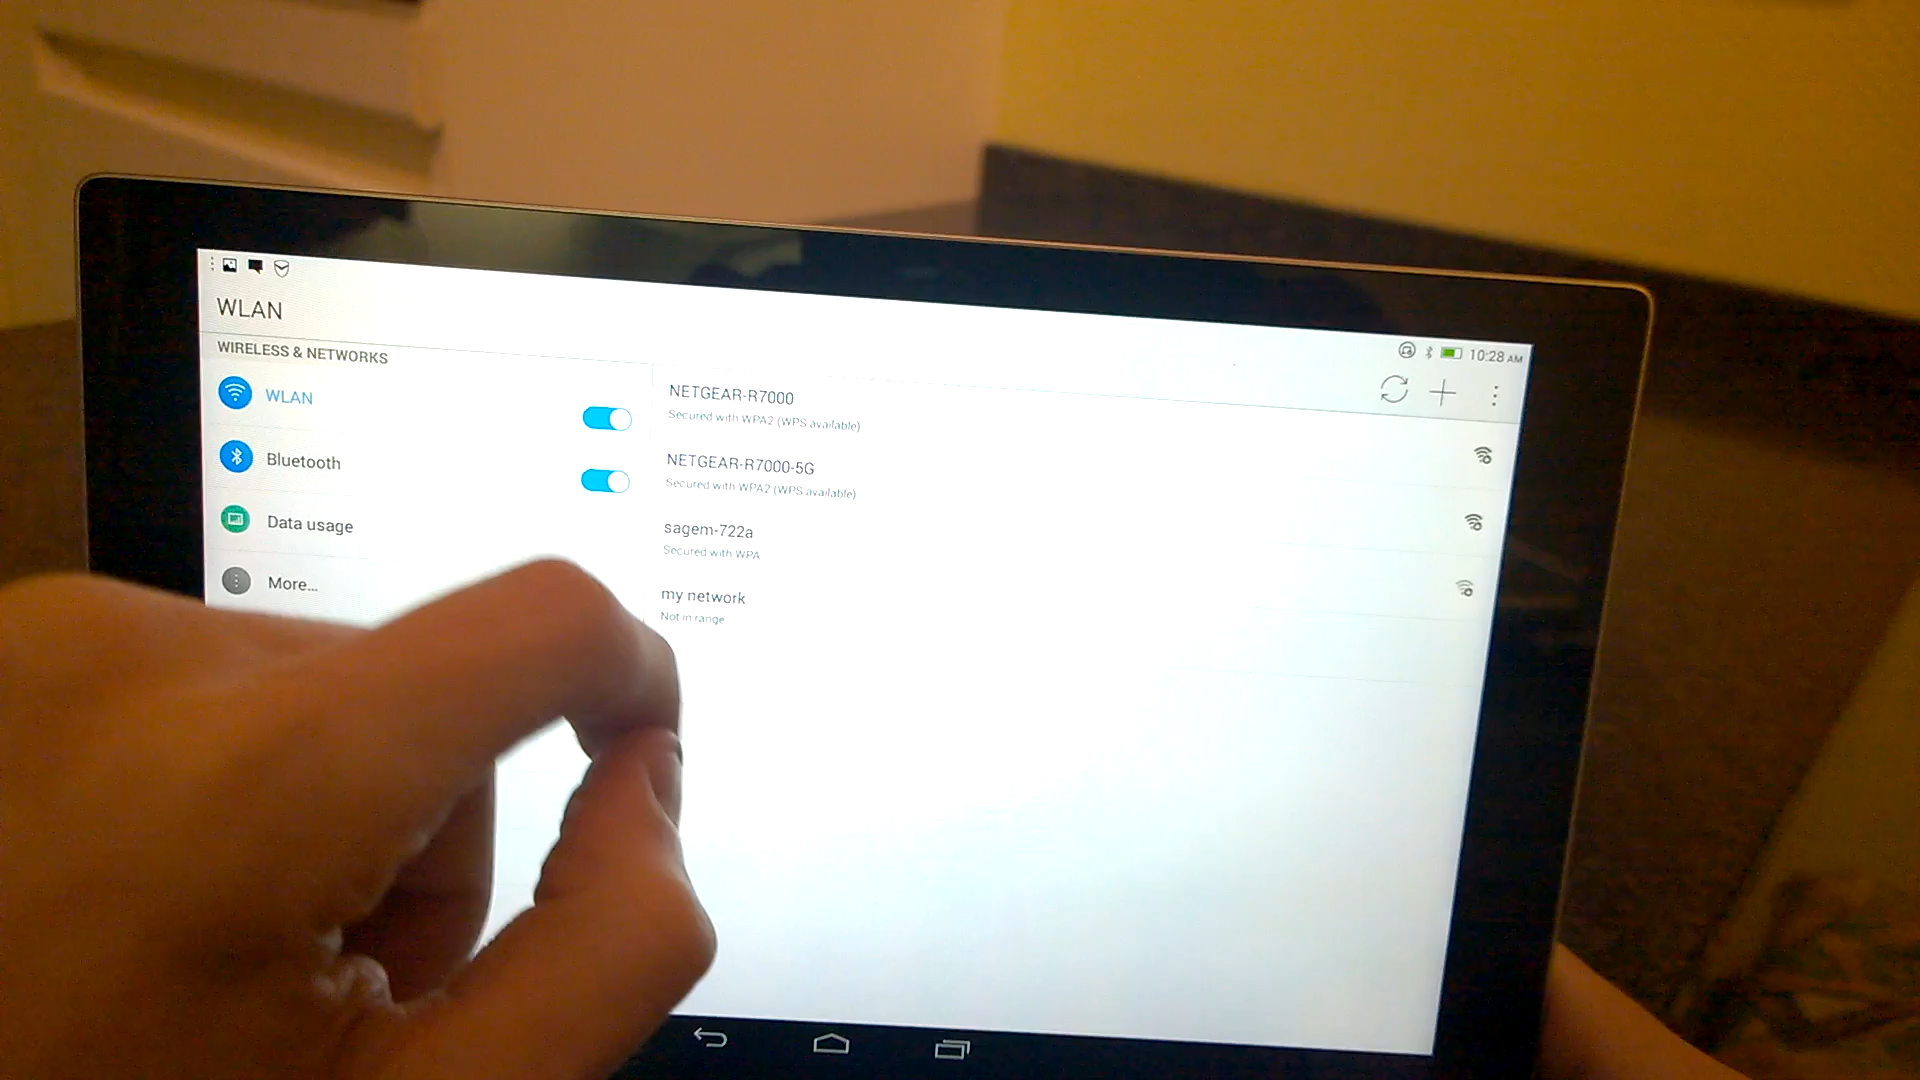 10:28 AM
WLAN
WIRELESS & NETWORKS
WLAN
Bluetooth
Data usage
More...
NETGEAR-R7000
Secured with WPA2 (WPS available)
NETGEAR-R7000-5G
Secured with WPA2 (WPS available)
sagem-722a
Secured with WPA
my network
Not in range